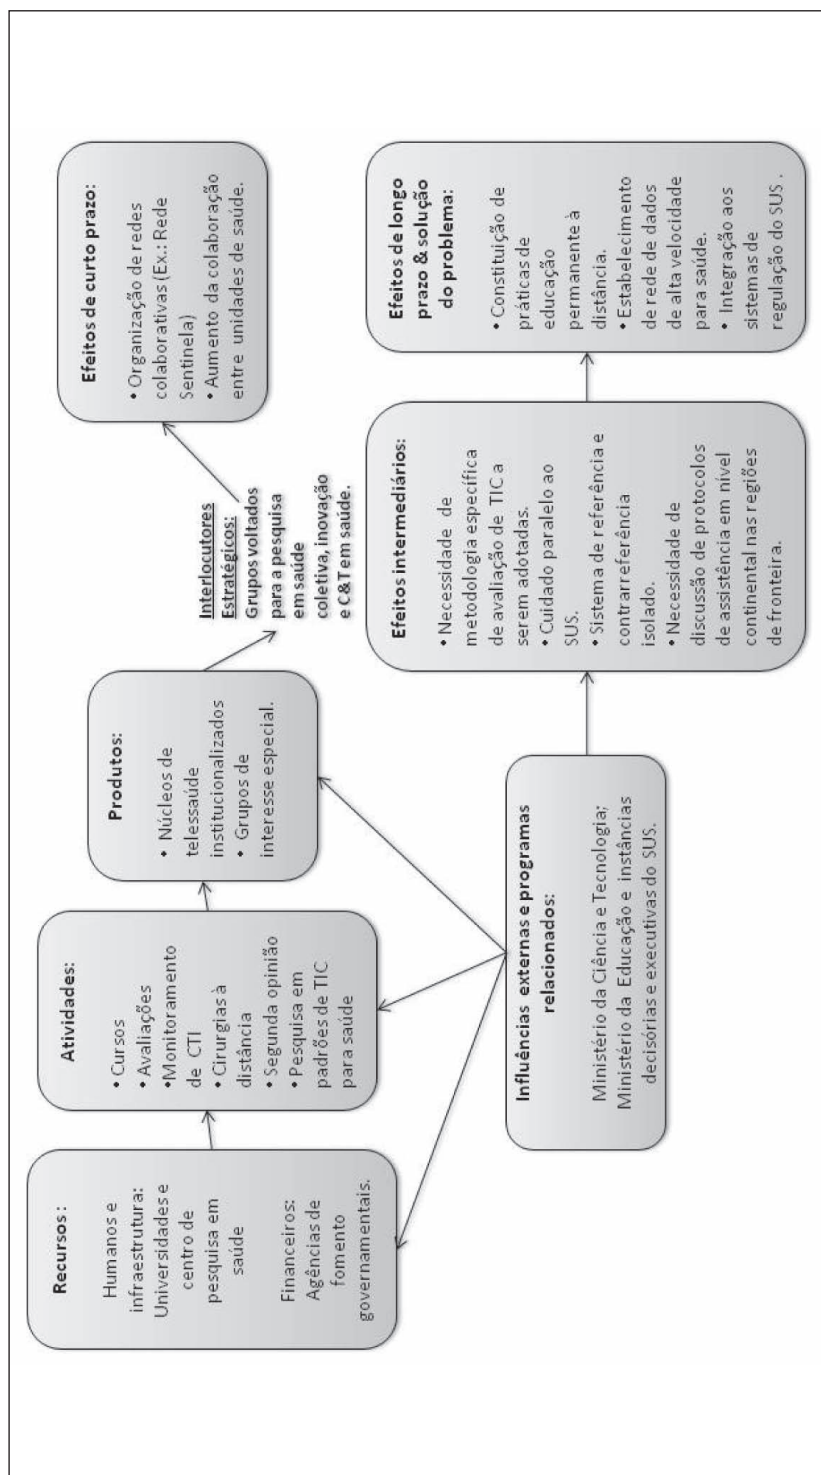 Recursos :
Humanos e
infraestrutura:
Universidades e
centro de
pesquisa em
saúde
Financeiros:
Agências de
fomento
governamentais.
Atividades:
• Cursos
• Avaliações
•Monitoramento
de CTI
• Cirurgias à
distância
• Segunda opinião
• Pesquisa em
padrões de TIC
para saúde
Produtos:
• Núcleos de
telessaúde
institucionalizados
• Grupos de
interesse especial.
Interlocutores
Estratégicos:
Grupos voltados
para a pesquisa
em saúde
coletiva, inovação
e C&T em saúde.
Efeitos de curto prazo:
• Organização de redes
colaborativas (Ex.: Rede
Sentinela)
• Aumento da colaboração
entre unidades de saúde.
Influências externas e programas
relacionados:
Ministério da Ciência e Tecnologia;
Ministério da Educação e instâncias
decisórias e executivas do SUS.
Efeitos intermediários:
• Necessidade de
metodologia específica
de avaliação de TIC a
serem adotadas.
• Cuidado paralelo ao
SUS.
• Sistema de referência e
contrarreferência
isolado.
• Necessidade de
discussão de protocolos
de assistência em nível
continental nas regiões
de fronteira.
Efeitos de longo
prazo & solução
do problema:
• Constituição de
práticas de
educação
permanente à
distância.
• Estabelecimento
de rede de dados
de alta velocidade
para saúde.
• Integração aos
sistemas de
regulação do SUS .